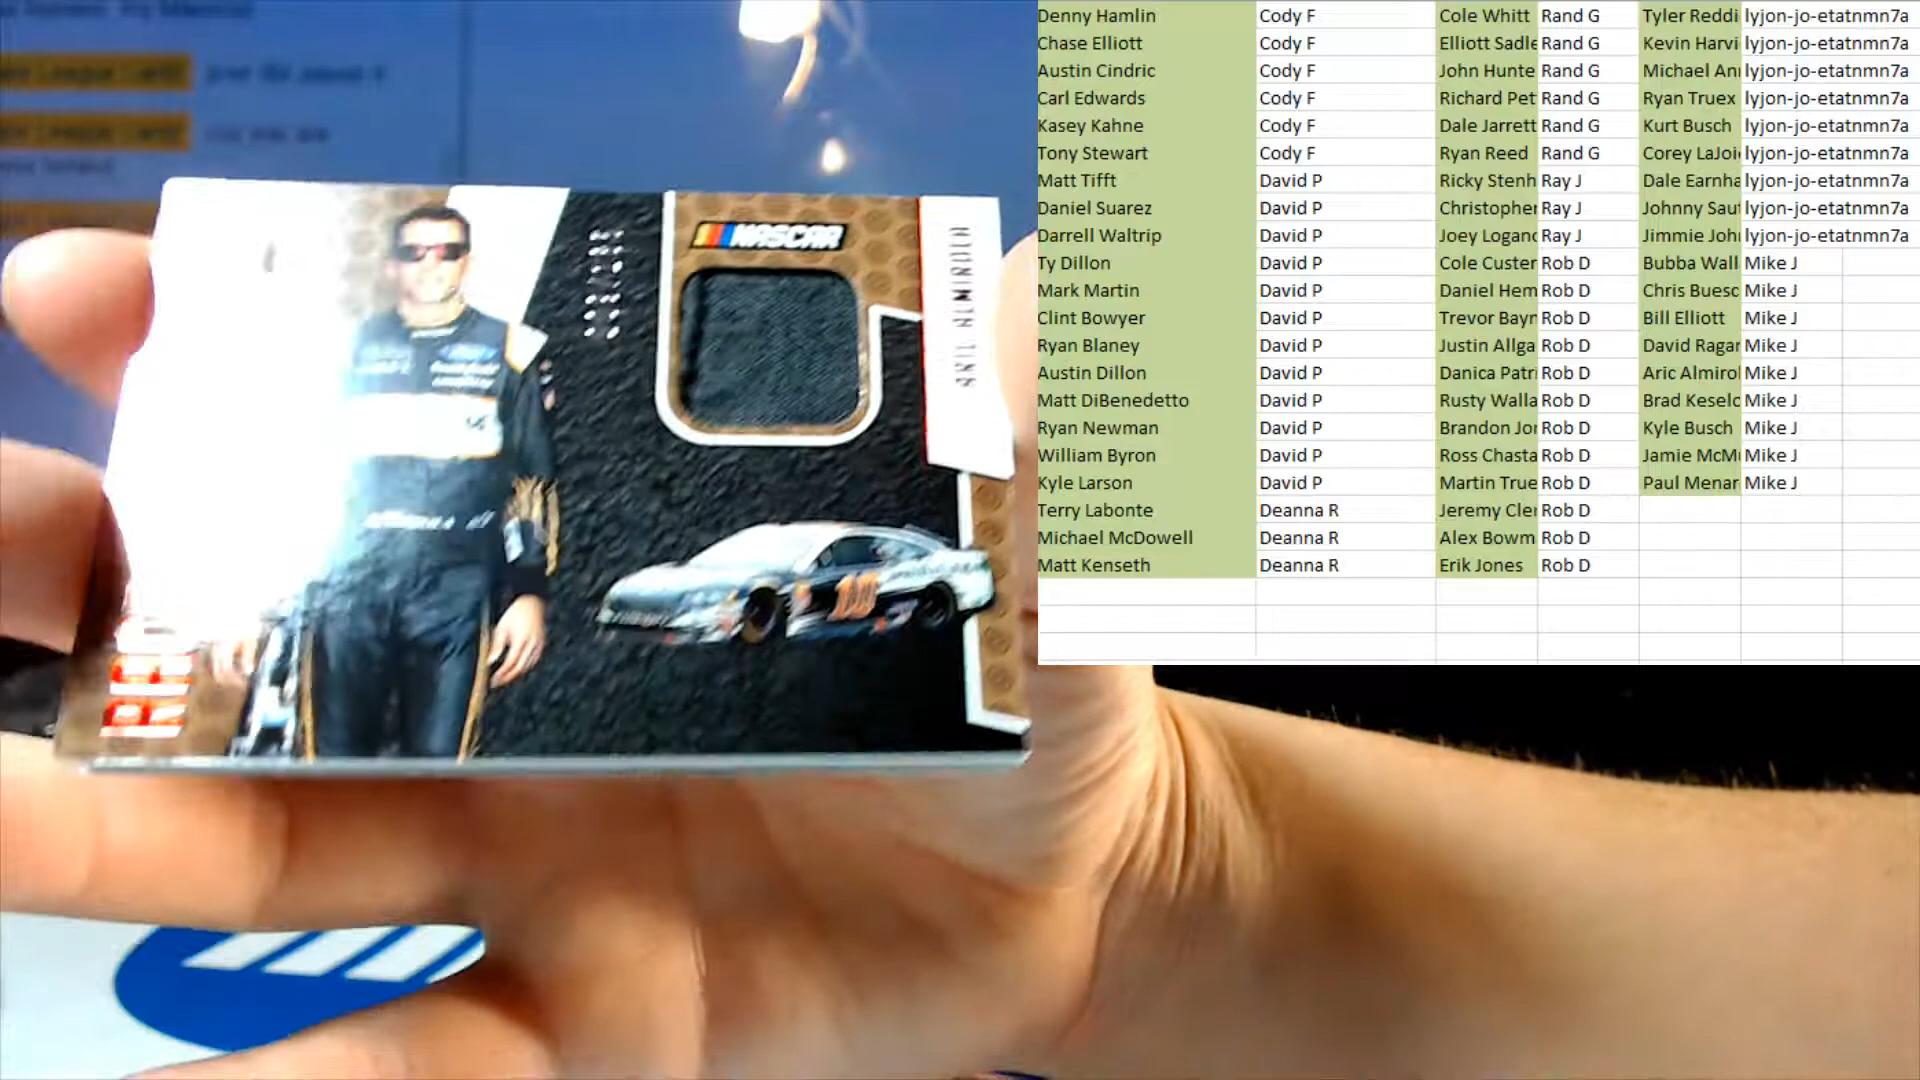 NASCAR
ARIC ALMIROLA
10
Denny Hamlin Cody F Cole Whitt Rand G Tyler Reddi lyjon-jo-etatnmn7a
Chase Elliott Cody F Elliott Sadle Rand G Kevin Harvi lyjon-jo-etatnmn7a
Austin Cindric Cody F John Hunte Rand G Michael An lyjon-jo-etatnmn7a
Carl Edwards Cody F Richard Pet Rand G Ryan Truex lyjon-jo-etatnmn7a
Kasey Kahne Cody F Dale Jarrett Rand G Kurt Busch lyjon-jo-etatnmn7a
Tony Stewart Cody F Ryan Reed Rand G Corey LaJoi lyjon-jo-etatnmn7a
Matt Tifft David P Ricky Stenh Ray J Dale Earnha lyjon-jo-etatnmn7a
Daniel Suarez David P Christopher Ray J Johnny Saut lyjon-jo-etatnmn7a
Darrell Waltrip David P Joey Logano Ray J Jimmie John lyjon-jo-etatnmn7a
Ty Dillon David P Cole Custer Rob D Bubba Wall Mike J
Mark Martin David P Daniel Hem Rob D Chris Buesc Mike J
Clint Bowyer David P Trevor Bayn Rob D Bill Elliott Mike J
Ryan Blaney David P Justin Allga Rob D David Ragan Mike J
Austin Dillon David P Danica Patri Rob D Aric Almirol Mike J
Matt DiBenedetto David P Rusty Walla Rob D Brad Keselo Mike J
Ryan Newman David P Brandon Jon Rob D Kyle Busch Mike J
William Byron David P Ross Chasta Rob D Jamie McMu Mike J
Kyle Larson David P Martin True Rob D Paul Menar Mike J
Terry Labonte Deanna R Jeremy Cle Rob D
Michael McDowell Deanna R Alex Bowm Rob D
Matt Kenseth Deanna R Erik Jones Rob D